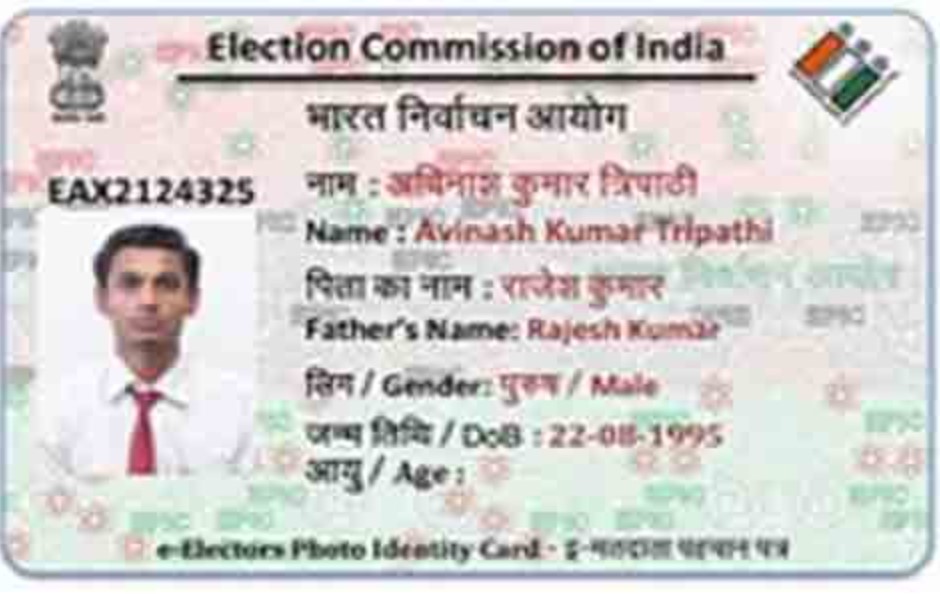 Election Commission of India
भारत निर्वाचन आयोग
EAX2124325
नाम : अविनाश कुमार त्रिपाठी
Name : Avinash Kumar Tripathi
पिता का नाम : राजेश कुमार
Father's Name: Rajesh Kumar
लिंग / Gender: पुरुष / Male
जन्म तिथि / DoB : 22-08-1995
आयु / Age :
e-Electors Photo Identity Card - इ-मतदाता पहचान पत्र